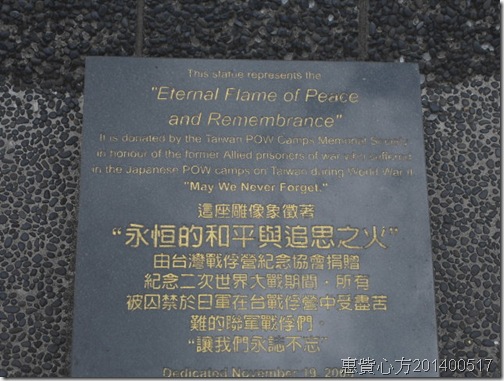 This statue represents the
"Eternal Flame of Peace
and Remembrance"
It is donated by the Taiwan POW Camps Memorial Society
in honour of the former Allied prisoners of war who suffered
in the Japanese POW camps on Taiwan during World War II.
"May We Never Forget."
這座雕像象徵著
“永恒的和平與追思之火”
由台灣戰俘營紀念協會捐贈
紀念二次世界大戰期間，所有
被囚禁於日軍在台戰俘營中受盡苦
難的聯軍戰俘們。
“讓我們永誌不忘”
Dedicated November 19,
惠貲心方201400517